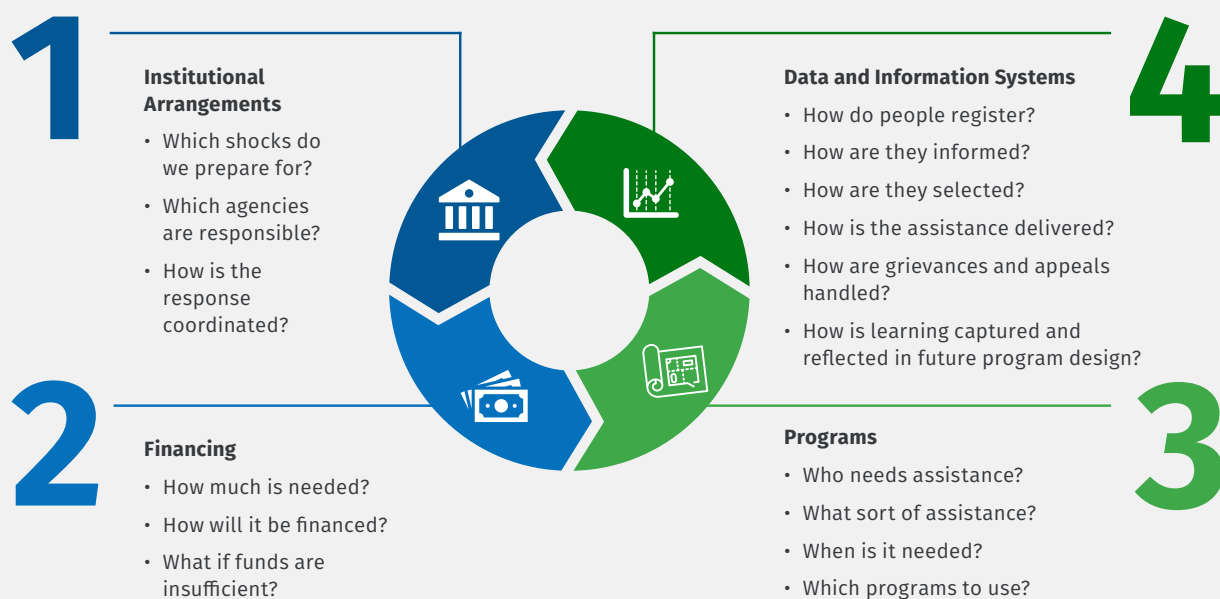 1
Institutional
Arrangements
• Which shocks do
we prepare for?
• Which agencies
are responsible?
• How is the
response
coordinated?
2
Financing
• How much is needed?
• How will it be financed?
• What if funds are
insufficient?
3
Programs
• Who needs assistance?
• What sort of assistance?
• When is it needed?
• Which programs to use?
4
Data and Information Systems
• How do people register?
• How are they informed?
• How are they selected?
• How is the assistance delivered?
• How are grievances and appeals
handled?
• How is learning captured and
reflected in future program design?